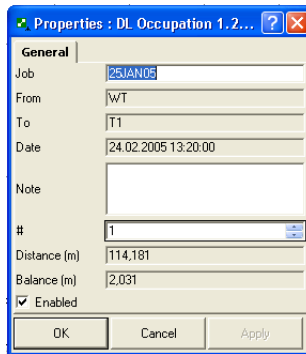 Properties : DL Occupation 1.2...
General
Job 25JAN05
From WT
To T1
Date 24.02.2005 13:20:00
Note
# 1
Distance (m) 114,181
Balance (m) 2,031
Enabled
OK Cancel Apply